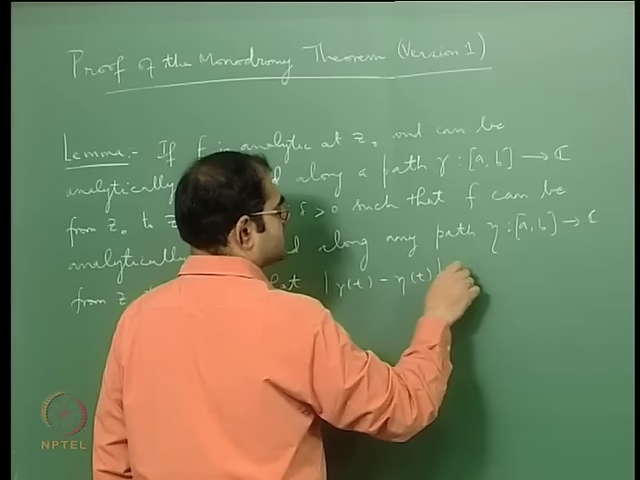 Proof of the Monodromy Theorem (Version 1)
Lemma:- If f is analytic at z₀ and can be
analytically d along a path γ : [a, b] → ℂ
from z₀ to δ > 0 such that f can be
analytically d along any path η : [a, b] → ℂ
from z |γ(t) - η(t)|
NPTEL